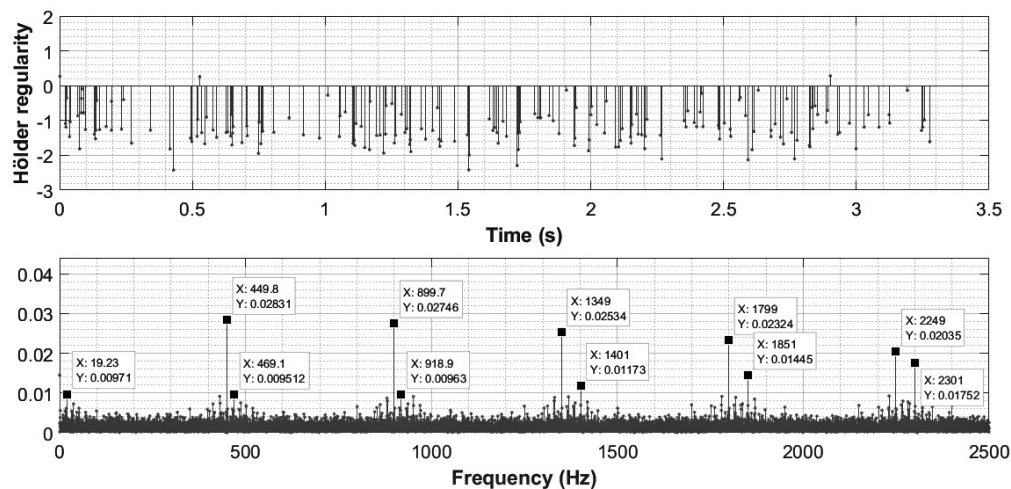 2
1
0
-1
-2
-3
Hölder regularity
0
0.5
1
1.5
2
2.5
3
3.5
Time (s)
0.04
0.03
0.02
0.01
0
X: 19.23
Y: 0.00971
X: 449.8
Y: 0.02831
X: 469.1
Y: 0.009512
X: 899.7
Y: 0.02746
X: 918.9
Y: 0.00963
X: 1349
Y: 0.02534
X: 1401
Y: 0.01173
X: 1799
Y: 0.02324
X: 1851
Y: 0.01445
X: 2249
Y: 0.02035
X: 2301
Y: 0.01752
0
500
1000
1500
2000
2500
Frequency (Hz)